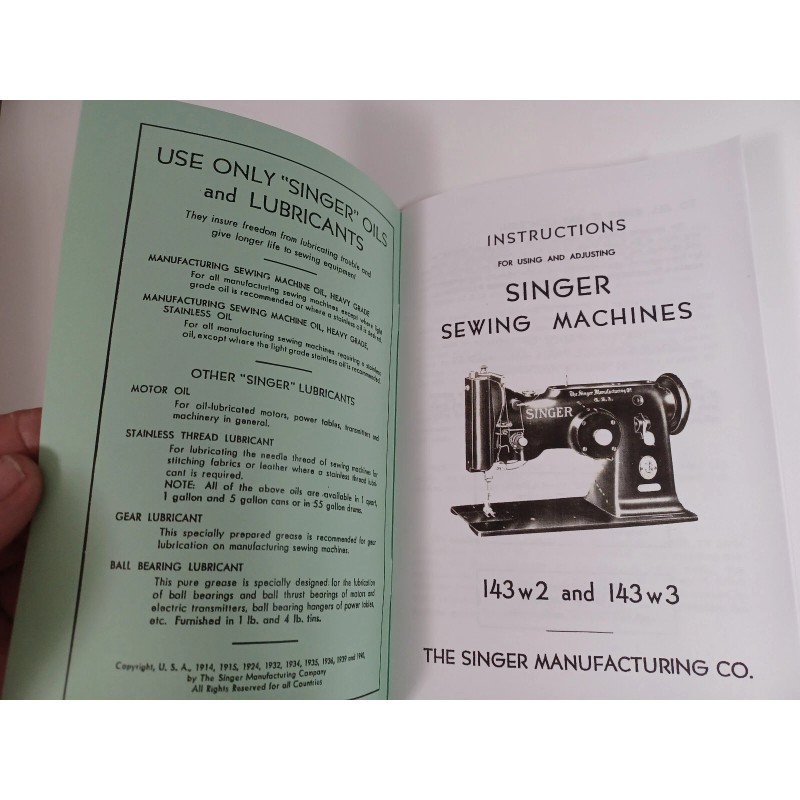 USE ONLY "SINGER" OILS
and LUBRICANTS
They insure freedom from lubricating trouble and
give longer life to sewing equipment
MANUFACTURING SEWING MACHINE OIL, HEAVY GRADE
For all manufacturing sewing machines except where light
grade oil is recommended or where a stainless oil is desired.
MANUFACTURING SEWING MACHINE OIL, HEAVY GRADE,
STAINLESS OIL
For all manufacturing sewing machines requiring a stainless
oil, except where the light grade stainless oil is recommended.
OTHER "SINGER" LUBRICANTS
MOTOR OIL
For oil-lubricated motors, power tables, transmitters and
machinery in general.
STAINLESS THREAD LUBRICANT
For lubricating the needle thread of sewing machines for
stitching fabrics or leather where a stainless thread lubri-
cant is required.
NOTE: All of the above oils are available in 1 quart,
1 gallon and 5 gallon cans or in 55 gallon drums.
GEAR LUBRICANT
This specially prepared grease is recommended for gear
lubrication on manufacturing sewing machines.
BALL BEARING LUBRICANT
This pure grease is specially designed for the lubrication
of ball bearings and ball thrust bearings of motors and
electric transmitters, ball bearing hangers of power tables,
etc. Furnished in 1 lb. and 4 lb. tins.
Copyright, U. S. A., 1914, 1915, 1924, 1932, 1934, 1935, 1936, 1939 and 1940,
by The Singer Manufacturing Company
All Rights Reserved for all Countries
INSTRUCTIONS
FOR USING AND ADJUSTING
SINGER
SEWING MACHINES
The Singer Manufacturing Co.
SINGER
143w2 and 143w3
THE SINGER MANUFACTURING CO.